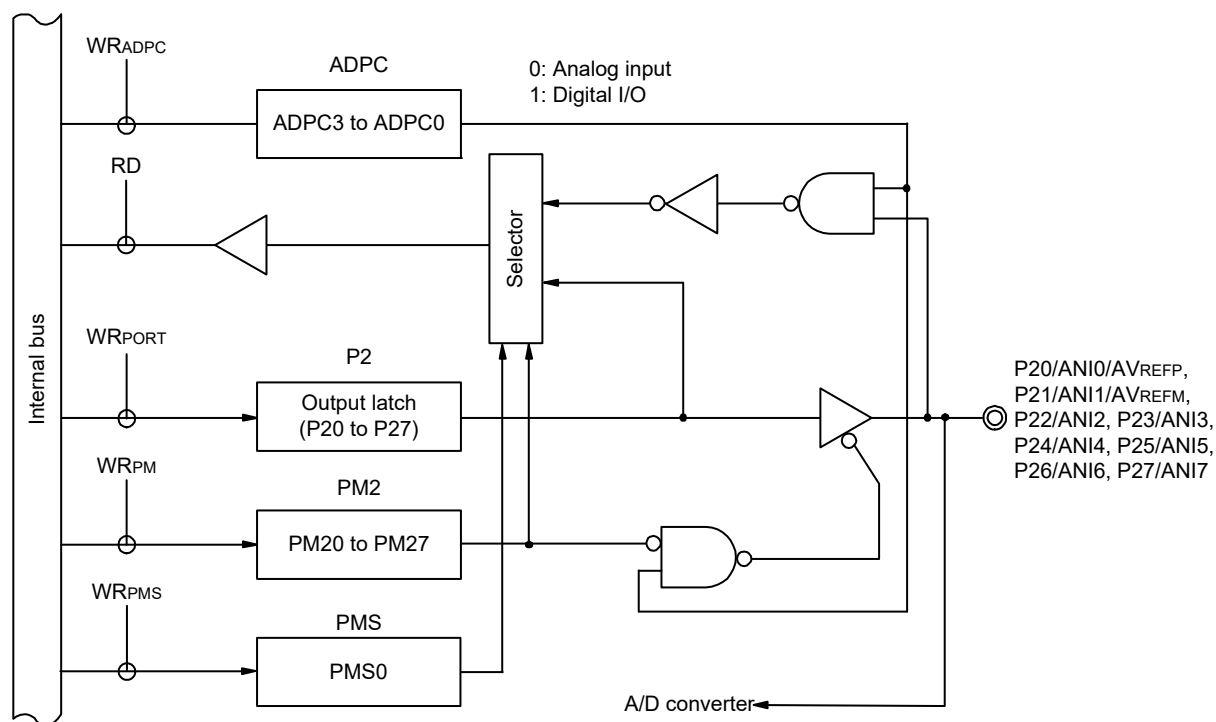 WRADPC
ADPC
0: Analog input
1: Digital I/O
ADPC3 to ADPC0
RD
Selector
Internal bus
WRPORT
P2
Output latch
(P20 to P27)
P20/ANI0/AVREFP,
P21/ANI1/AVREFM,
P22/ANI2, P23/ANI3,
P24/ANI4, P25/ANI5,
P26/ANI6, P27/ANI7
WRPM
PM2
PM20 to PM27
WRPMS
PMS
PMS0
A/D converter